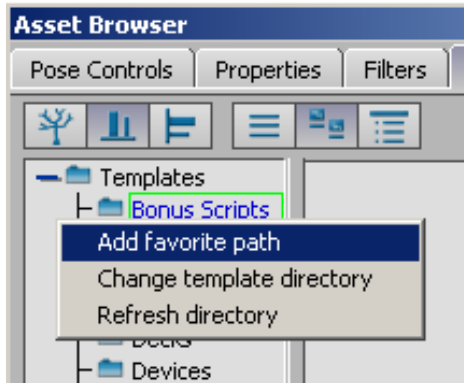 Asset Browser
Pose Controls
Properties
Filters
Templates
Bonus Scripts
Add favorite path
Change template directory
Refresh directory
Devices